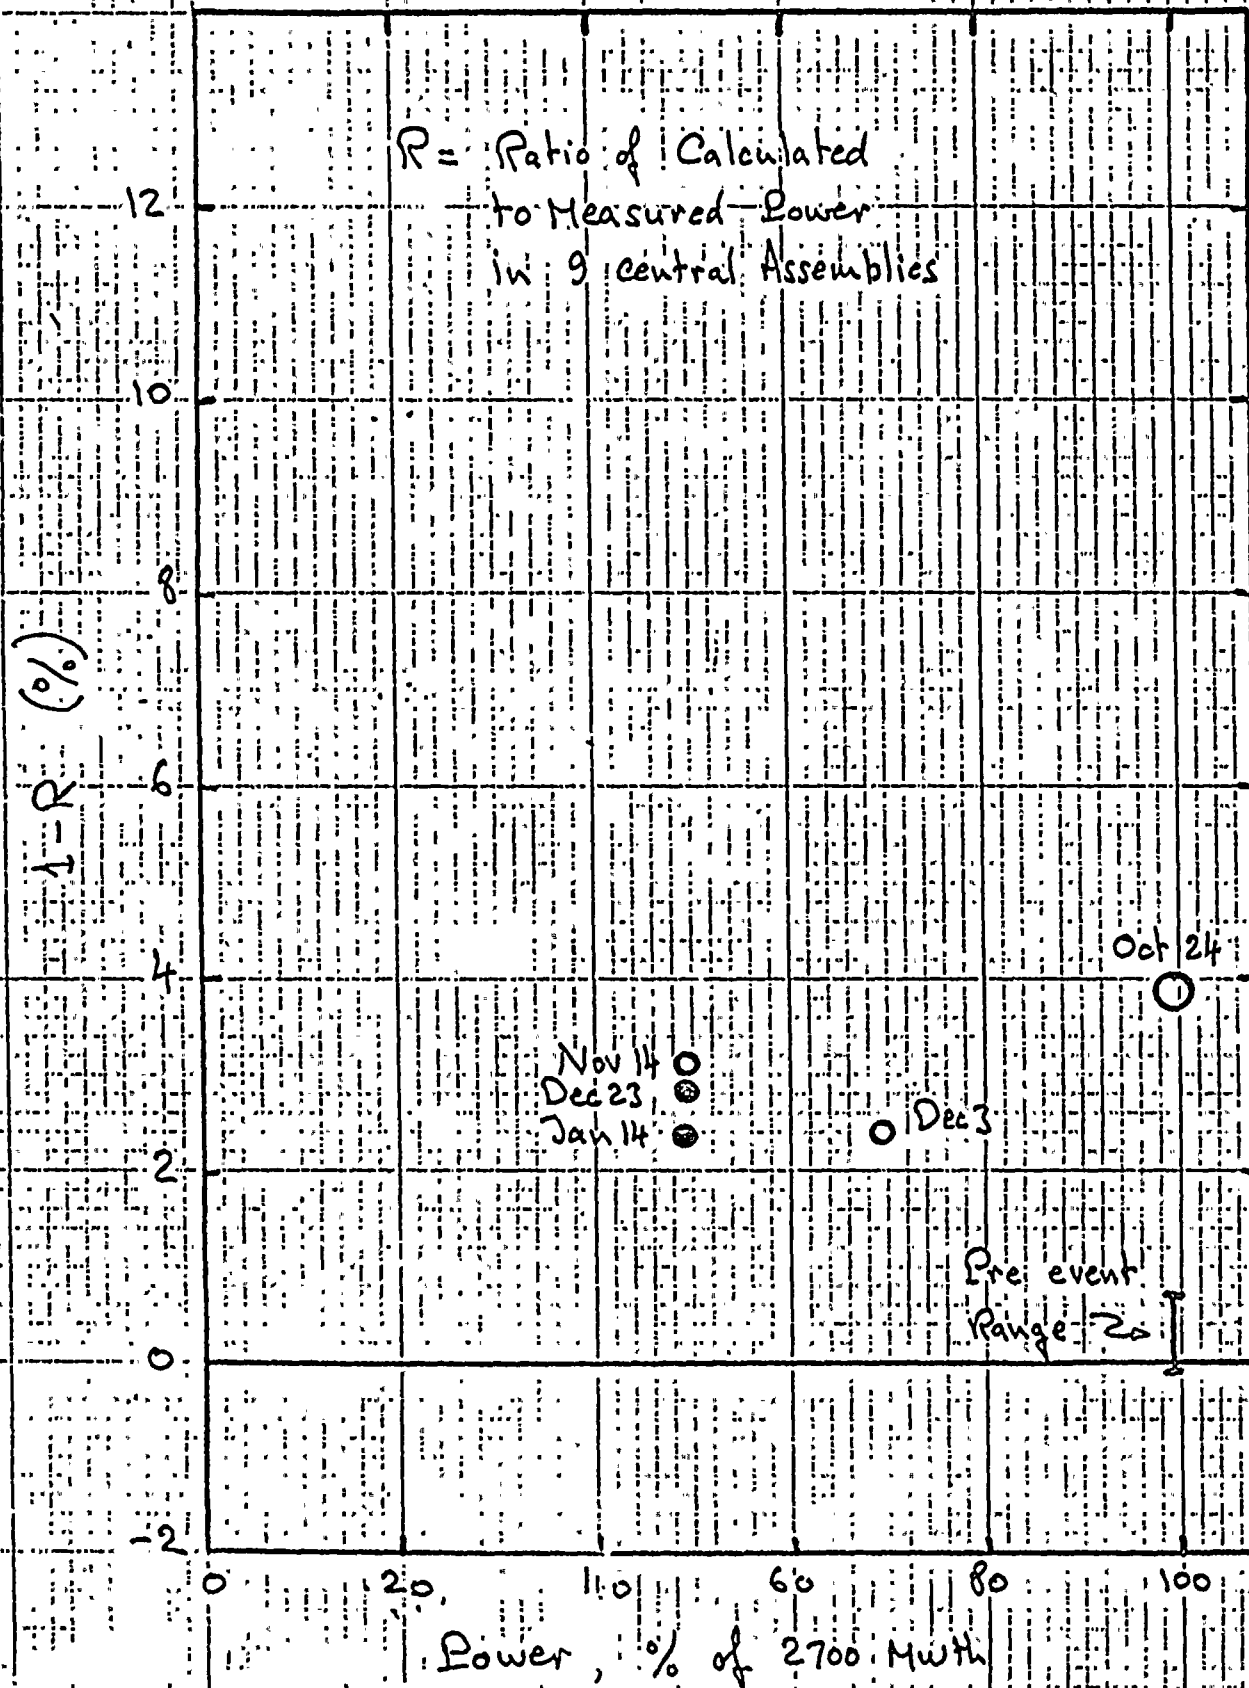 R = Ratio of Calculated
to Measured Power
in 9 central Assemblies
12
10
8
6
4
2
0
-2
1-R (%)
Oct 24
Nov 14
Dec 23
Jan 14
Dec 3
Pre event
Range
0
20
40
60
80
100
Power, % of 2700 Mwth